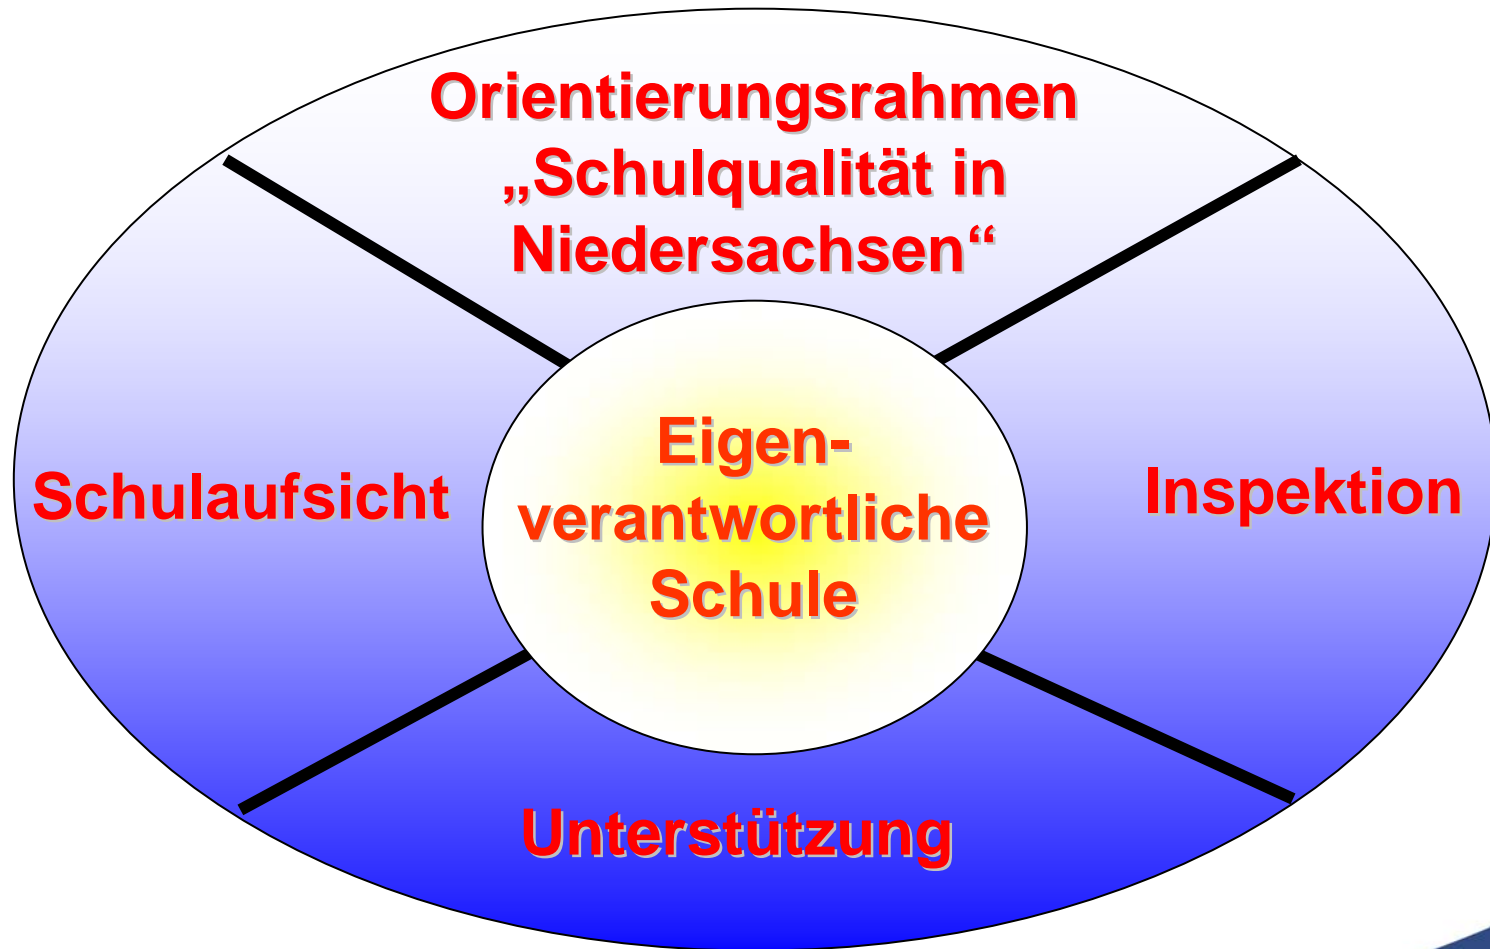 Orientierungsrahmen
„Schulqualität in
Niedersachsen“
Eigen-
verantwortliche
Schule
Schulaufsicht
Inspektion
Unterstützung